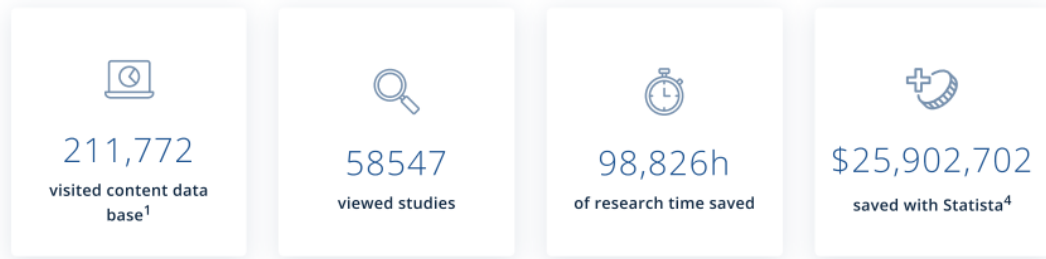 211,772
visited content data
base¹
58547
viewed studies
98,826h
of research time saved
$25,902,702
saved with Statista⁴